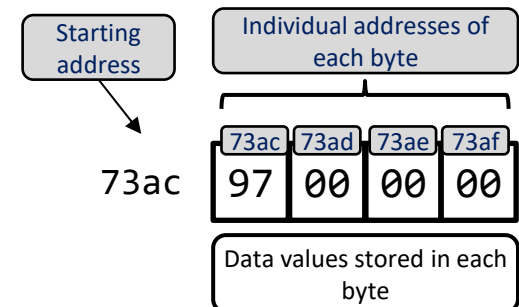 Starting
address
Individual addresses of
each byte
73ac 73ad 73ae 73af
73ac 97 00 00 00
Data values stored in each
byte